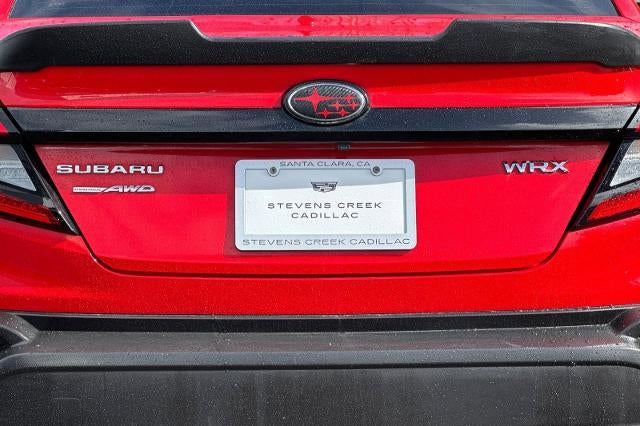 SUBARU
AWD
SANTA CLARA, CA
STEVENS CREEK
CADILLAC
STEVENS CREEK CADILLAC
WRX